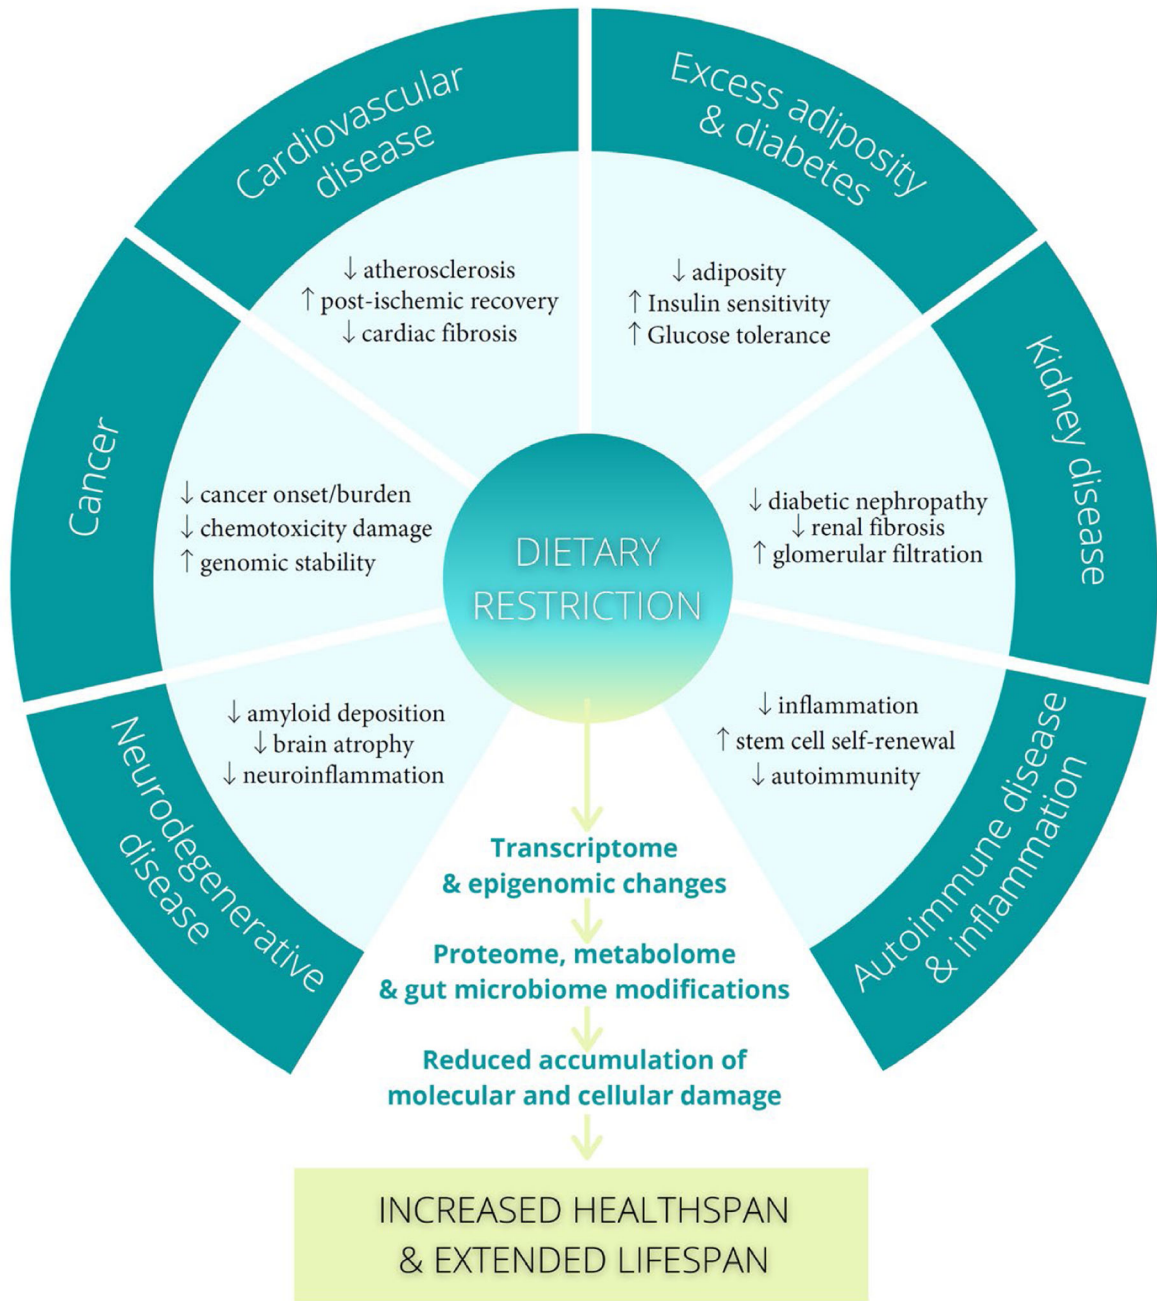 Cardiovascular
disease
↓ atherosclerosis
↑ post-ischemic recovery
↓ cardiac fibrosis
Excess adiposity
& diabetes
↓ adiposity
↑ Insulin sensitivity
↑ Glucose tolerance
Kidney disease
↓ diabetic nephropathy
↓ renal fibrosis
↑ glomerular filtration
Autoimmune disease
& inflammation
↓ inflammation
↑ stem cell self-renewal
↓ autoimmunity
Cancer
↓ cancer onset/burden
↓ chemotoxicity damage
↑ genomic stability
Neurodegenerative
disease
↓ amyloid deposition
↓ brain atrophy
↓ neuroinflammation
DIETARY
RESTRICTION
Transcriptome
& epigenomic changes
Proteome, metabolome
& gut microbiome modifications
Reduced accumulation of
molecular and cellular damage
INCREASED HEALTHSPAN
& EXTENDED LIFESPAN